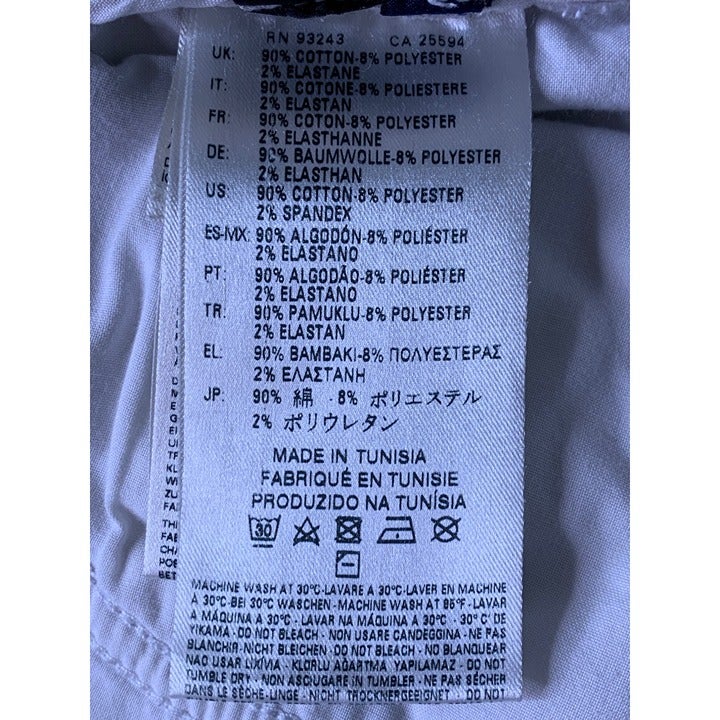 RN 93243 CA 25594
UK: 90% COTTON-8% POLYESTER
2% ELASTANE
IT: 90% COTONE-8% POLIESTERE
2% ELASTAN
FR: 90% COTON-8% POLYESTER
2% ELASTHANNE
DE: 90% BAUMWOLLE-8% POLYESTER
2% ELASTHAN
US: 90% COTTON-8% POLYESTER
2% SPANDEX
ES-MX: 90% ALGODÓN-8% POLIÉSTER
2% ELASTANO
PT: 90% ALGODÃO-8% POLIÉSTER
2% ELASTANO
TR: 90% PAMUKLU-8% POLYESTER
2% ELASTAN
EL: 90% ΒΑΜΒΑΚΙ-8% ΠΟΛΥΕΣΤΕΡΑΣ
2% ΕΛΑΣΤΑΝΗ
JP: 90% 綿 - 8% ポリエステル
2% ポリウレタン
MADE IN TUNISIA
FABRIQUÉ EN TUNISIE
PRODUZIDO NA TUNÍSIA
30
MACHINE WASH AT 30°C-LAVARE A 30°C-LAVER EN MACHINE
A 30°C-BEI 30°C WASCHEN - MACHINE WASH AT 85°F - LAVAR
A MÁQUINA A 30°C - LAVAR NA MÁQUINA A 30°C - 30° C' DE
YIKAMA - DO NOT BLEACH - NON USARE CANDEGGINA - NE PAS
BLANCHIR-NICHT BLEICHEN - DO NOT BLEACH - NO BLANQUEAR
NAO USAR LIXIVIA - KLORLU AĞARTMA YAPILAMAZ - DO NOT
TUMBLE DRY - NON ASCIUGARE IN TUMBLER - NE PAS SÉCHER
DANS LE SÈCHE-LINGE - NICHT TROCKNERGEEIGNET - DO NOT